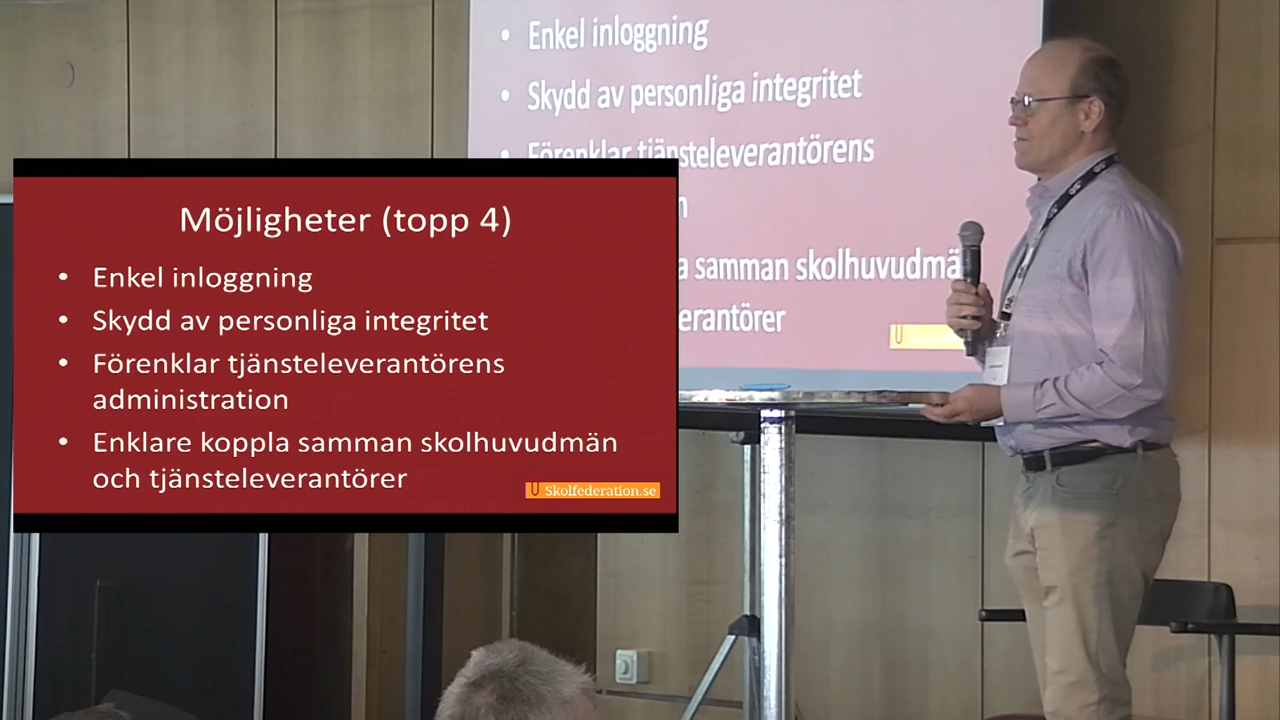 • Enkel inloggning
• Skydd av personliga integritet
Förenklar tjänsteleverantörens
samman skolhuvudmä
Möjligheter (topp 4)
• Enkel inloggning
• Skydd av personliga integritet
• Förenklar tjänsteleverantörens
administration
• Enklare koppla samman skolhuvudmän
och tjänsteleverantörer
Skolfederation.se